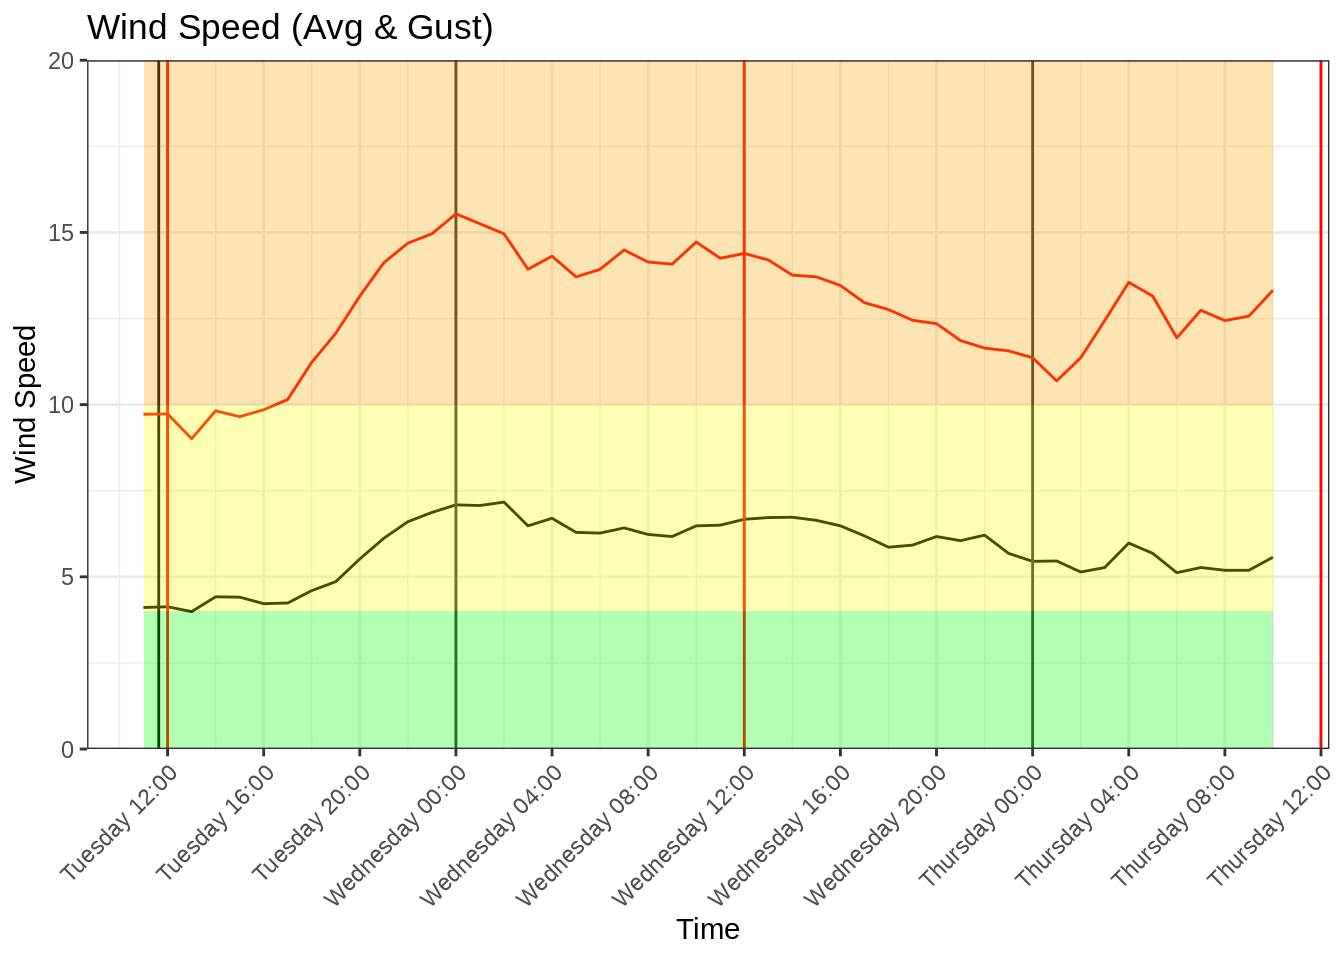 Wind Speed (Avg & Gust)
20
15
10
5
0
Wind Speed
Tuesday 12:00
Tuesday 16:00
Tuesday 20:00
Wednesday 00:00
Wednesday 04:00
Wednesday 08:00
Wednesday 12:00
Wednesday 16:00
Wednesday 20:00
Thursday 00:00
Thursday 04:00
Thursday 08:00
Thursday 12:00
Time